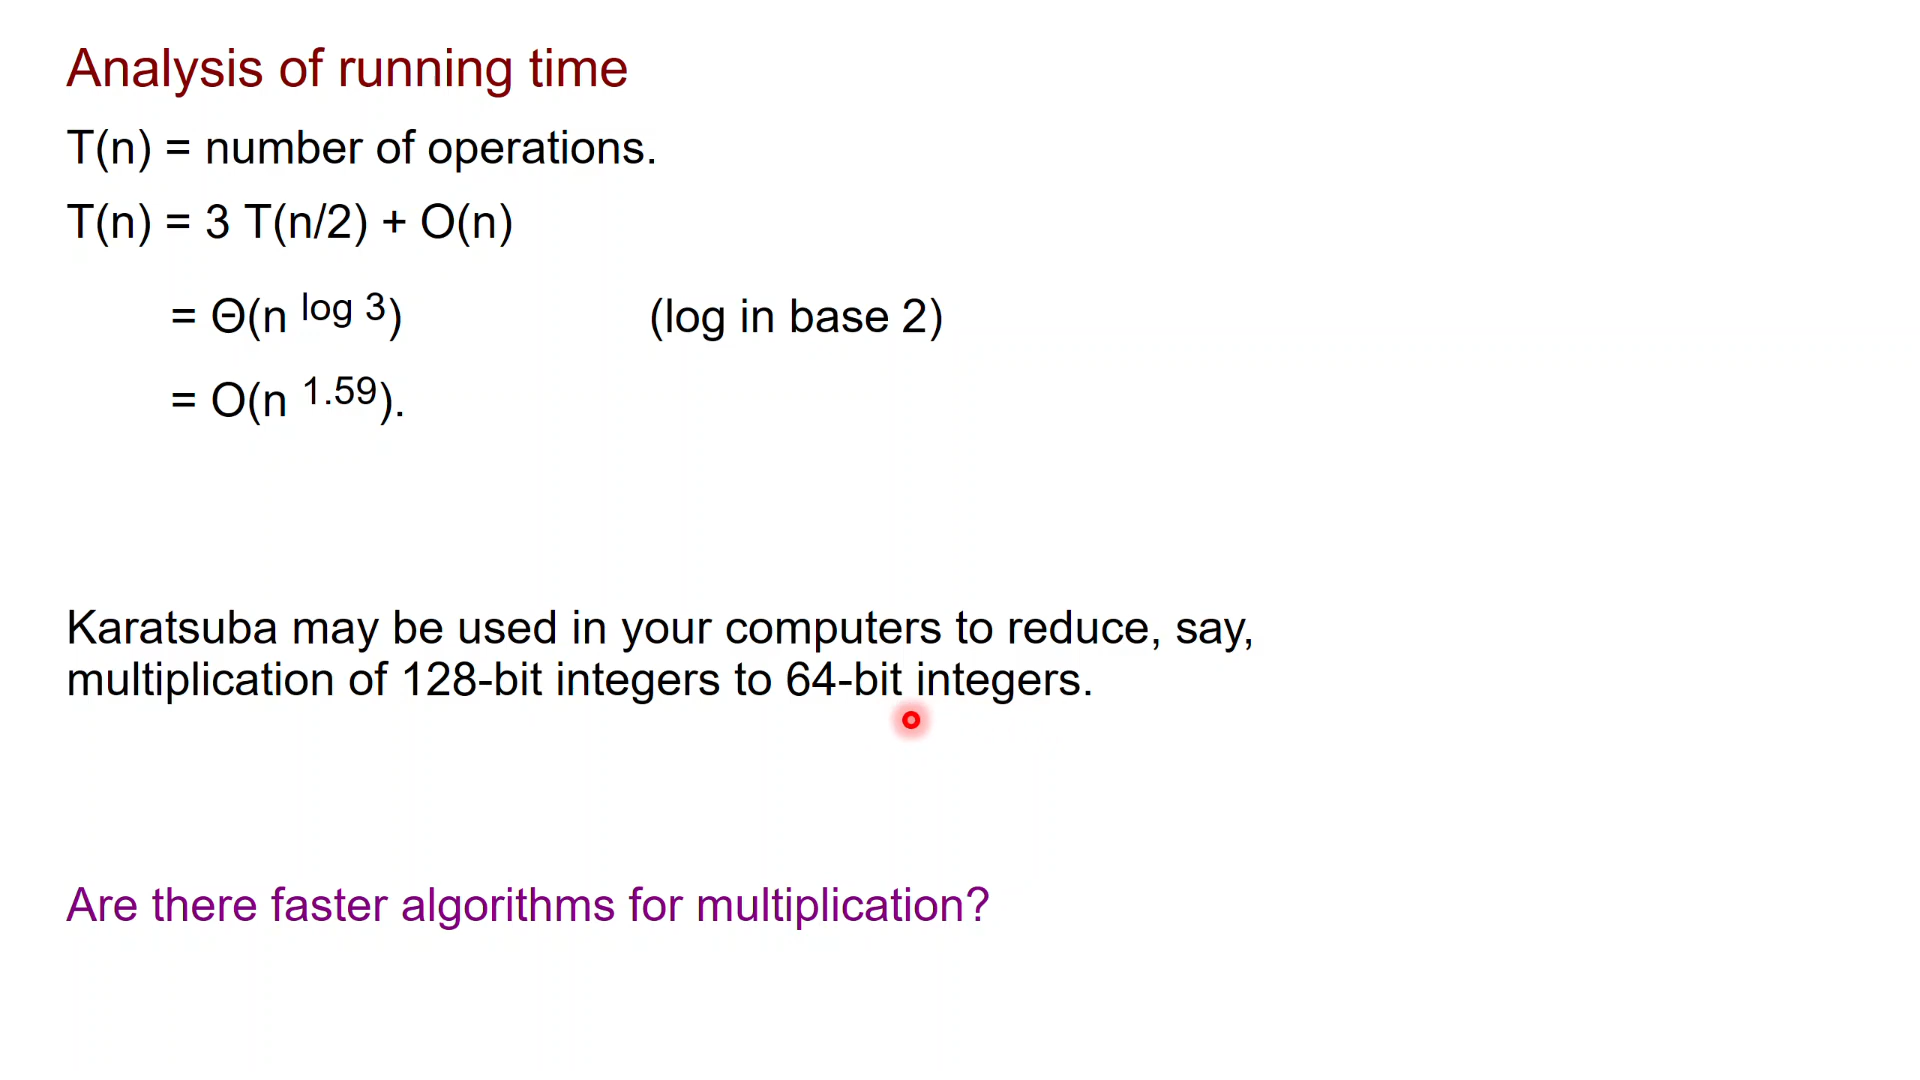 Analysis of running time
T(n) = number of operations.
T(n) = 3 T(n/2) + O(n)
= Θ(n log 3) (log in base 2)
= O(n 1.59).
Karatsuba may be used in your computers to reduce, say,
multiplication of 128-bit integers to 64-bit integers.
Are there faster algorithms for multiplication?